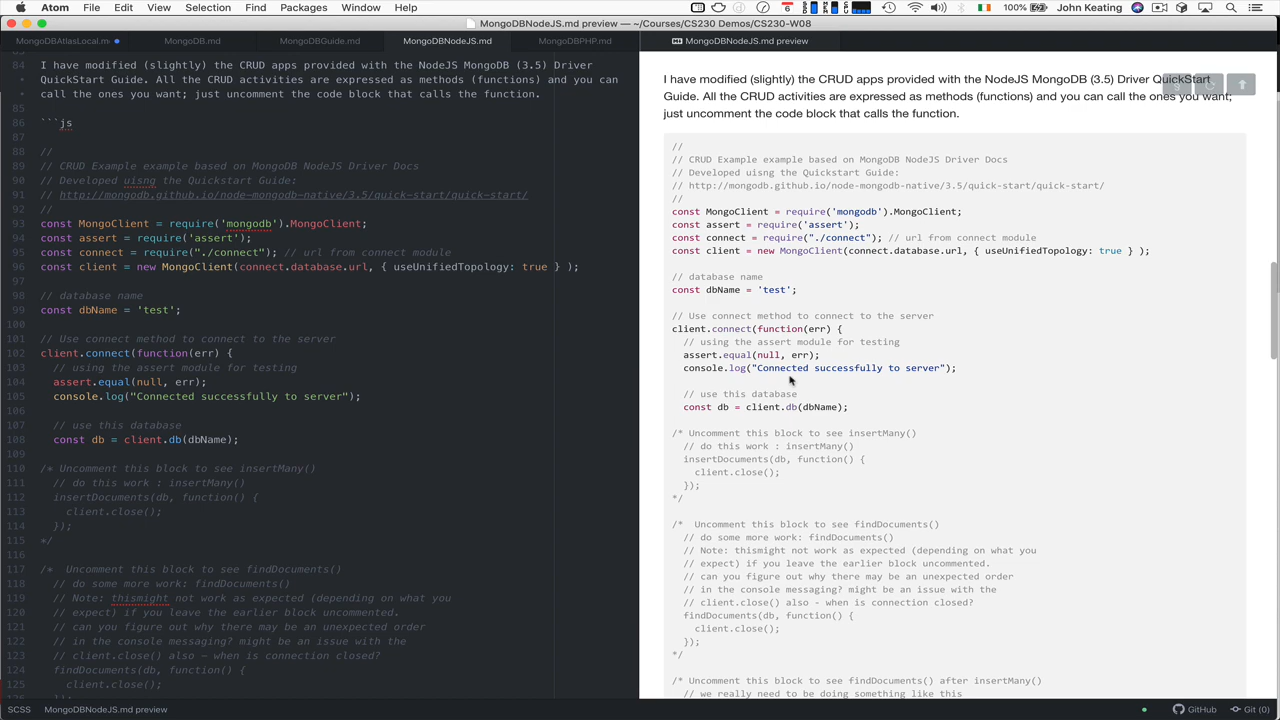 Atom File Edit View Selection Find Packages Window Help 6 100% John Keating
MongoDBNodeJS.md preview — ~/Courses/CS230 Demos/CS230-W08
MongoDBAtlasLocal.m MongoDB.md MongoDBGuide.md MongoDBNodeJS.md MongoDBPHP.md MongoDBNodeJS.md preview
84 I have modified (slightly) the CRUD apps provided with the NodeJS MongoDB (3.5) Driver
QuickStart Guide. All the CRUD activities are expressed as methods (functions) and you can
call the ones you want; just uncomment the code block that calls the function.
85
86 ```js
87
88 //
89 // CRUD Example example based on MongoDB NodeJS Driver Docs
90 // Developed uisng the Quickstart Guide:
91 // http://mongodb.github.io/node-mongodb-native/3.5/quick-start/quick-start/
92 //
93 const MongoClient = require('mongodb').MongoClient;
94 const assert = require('assert');
95 const connect = require("./connect"); // url from connect module
96 const client = new MongoClient(connect.database.url, { useUnifiedTopology: true } );
97
98 // database name
99 const dbName = 'test';
100
101 // Use connect method to connect to the server
102 client.connect(function(err) {
103 // using the assert module for testing
104 assert.equal(null, err);
105 console.log("Connected successfully to server");
106
107 // use this database
108 const db = client.db(dbName);
109
110 /* Uncomment this block to see insertMany()
111 // do this work : insertMany()
112 insertDocuments(db, function() {
113 client.close();
114 });
115 */
116
117 /* Uncomment this block to see findDocuments()
118 // do some more work: findDocuments()
119 // Note: thismight not work as expected (depending on what you
120 // expect) if you leave the earlier block uncommented.
121 // can you figure out why there may be an unexpected order
122 // in the console messaging? might be an issue with the
123 // client.close() also – when is connection closed?
124 findDocuments(db, function() {
125 client.close();
I have modified (slightly) the CRUD apps provided with the NodeJS MongoDB (3.5) Driver QuickStart
Guide. All the CRUD activities are expressed as methods (functions) and you can call the ones you want;
just uncomment the code block that calls the function.
//
// CRUD Example example based on MongoDB NodeJS Driver Docs
// Developed uisng the Quickstart Guide:
// http://mongodb.github.io/node-mongodb-native/3.5/quick-start/quick-start/
//
const MongoClient = require('mongodb').MongoClient;
const assert = require('assert');
const connect = require("./connect"); // url from connect module
const client = new MongoClient(connect.database.url, { useUnifiedTopology: true } );
// database name
const dbName = 'test';
// Use connect method to connect to the server
client.connect(function(err) {
// using the assert module for testing
assert.equal(null, err);
console.log("Connected successfully to server");
// use this database
const db = client.db(dbName);
/* Uncomment this block to see insertMany()
// do this work : insertMany()
insertDocuments(db, function() {
client.close();
});
*/
/* Uncomment this block to see findDocuments()
// do some more work: findDocuments()
// Note: thismight not work as expected (depending on what you
// expect) if you leave the earlier block uncommented.
// can you figure out why there may be an unexpected order
// in the console messaging? might be an issue with the
// client.close() also - when is connection closed?
findDocuments(db, function() {
client.close();
});
*/
/* Uncomment this block to see findDocuments() after insertMany()
// we really need to be doing something like this
SCSS MongoDBNodeJS.md preview GitHub Git (0)